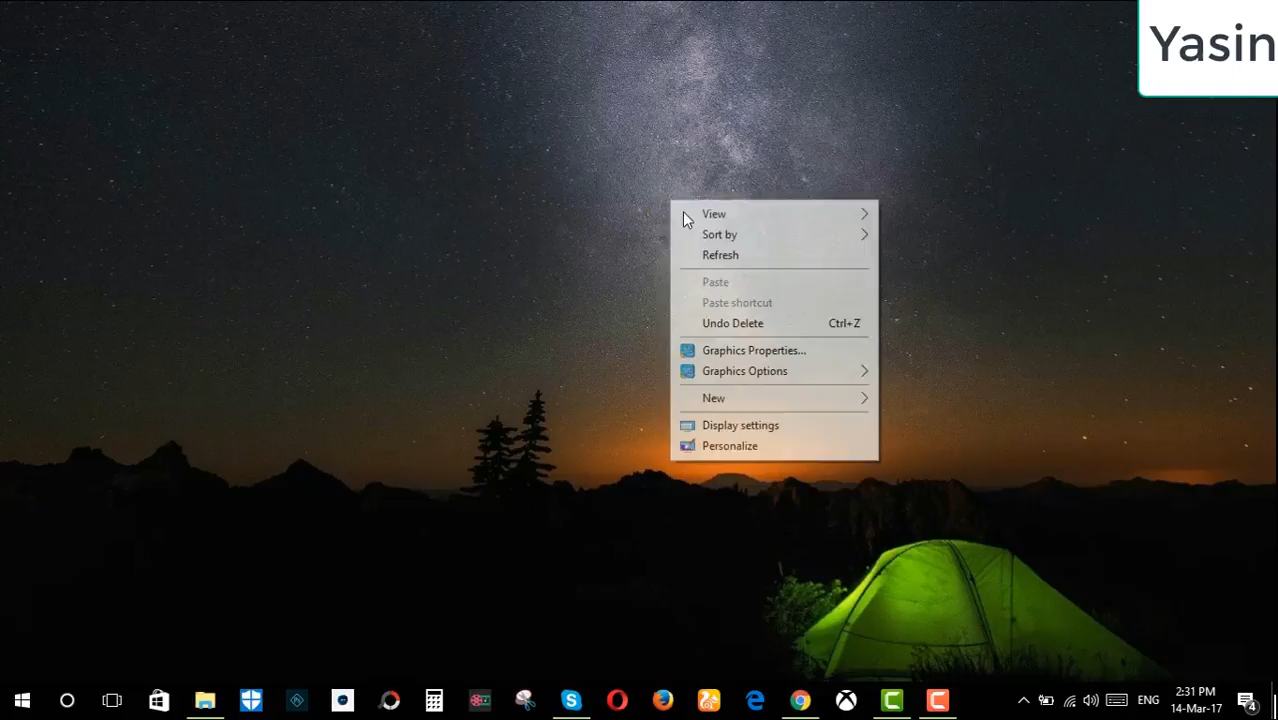 Yasin
View
Sort by
Refresh
Paste
Paste shortcut
Undo Delete Ctrl+Z
Graphics Properties...
Graphics Options
New
Display settings
Personalize
ENG
2:31 PM
14-Mar-17
4